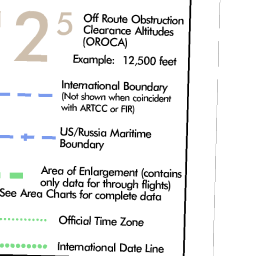 2 5
Off Route Obstruction
Clearance Altitudes
(OROCA)
Example: 12,500 feet
International Boundary
(Not shown when coincident
with ARTCC or FIR)
US/Russia Maritime
Boundary
Area of Enlargement (contains
only data for through flights)
See Area Charts for complete data
Official Time Zone
International Date Line